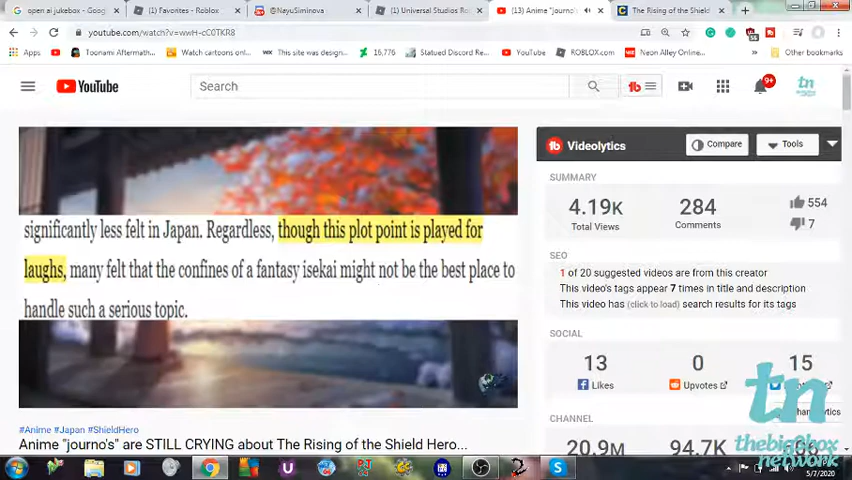 open ai jukebox - Goog
(1) Favorites - Roblox
@NayuSiminova
(1) Universal Studios Ro
(13) Anime "journo'
The Rising of the Shield
youtube.com/watch?v=wwH-cC0TKR8
Apps
Toonami Aftermath
Watch cartoons onl...
This site was design...
16,776
Statued Discord Ro
YouTube
ROBLOX.com
Neon Alley Online...
Other bookmarks
YouTube
Search
9+
tn
significantly less felt in Japan. Regardless, though this plot point is played for
laughs, many felt that the confines of a fantasy isekai might not be the best place to
handle such a serious topic.
#Anime #Japan #ShieldHero
Anime "journo's" are STILL CRYING about The Rising of the Shield Hero...
Videolytics
Compare
Tools
SUMMARY
4.19K
Total Views
284
Comments
554
7
SEO
1 of 20 suggested videos are from this creator
This video's tags appear 7 times in title and description
This video has (click to load) search results for its tags
SOCIAL
13
Likes
0
Upvotes
15
CHANNEL
20.9M
94.7K
tn
thebig3box
network
5/7/2020